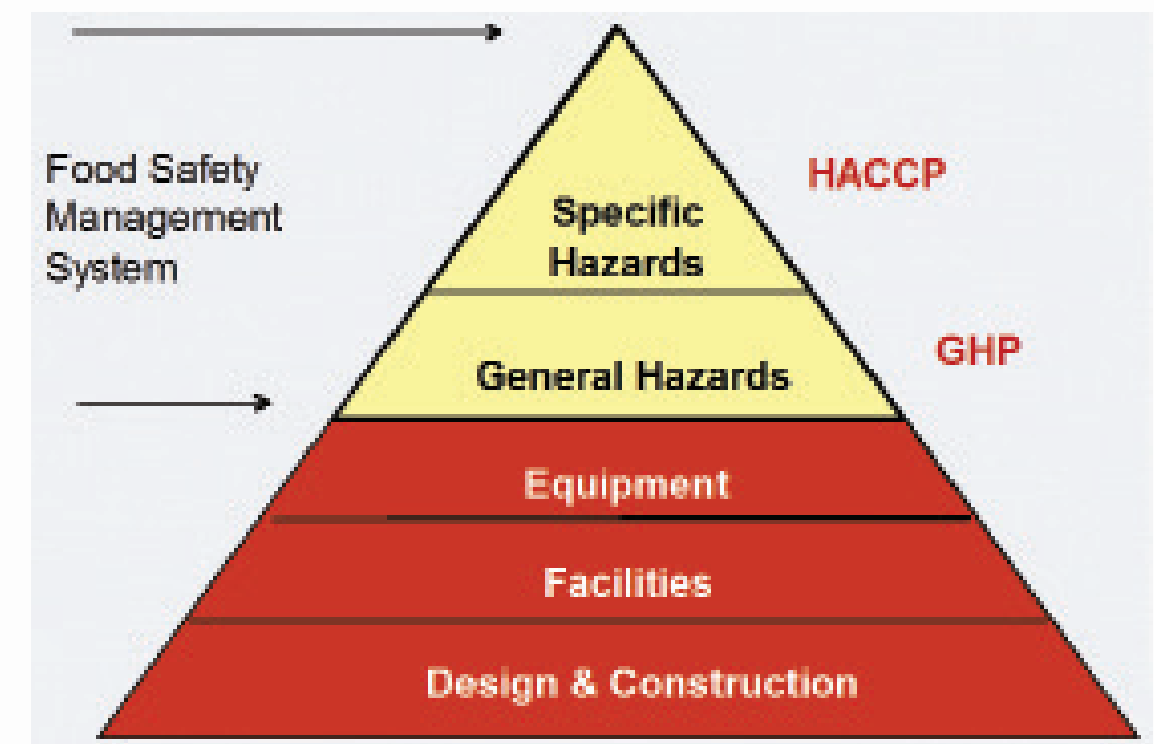 Food Safety
Management
System
HACCP
Specific
Hazards
GHP
General Hazards
Equipment
Facilities
Design & Construction